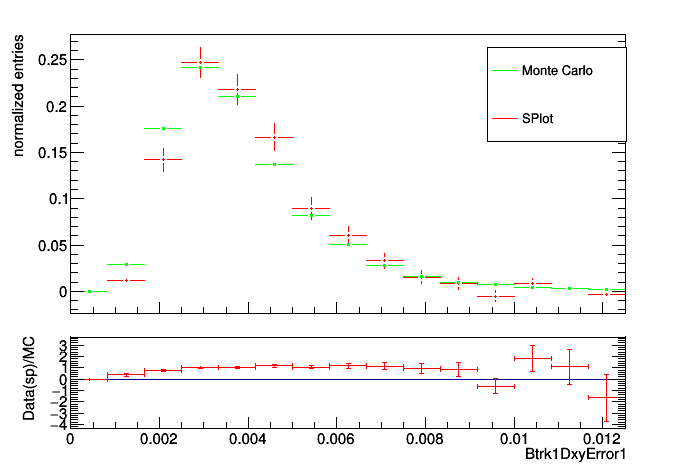 normalized entries
0.25
0.2
0.15
0.1
0.05
0
Monte Carlo
SPlot
Data(sp)/MC
3
2
1
0
−1
−2
−3
−4
0 0.002 0.004 0.006 0.008 0.01 0.012
Btrk1DxyError1